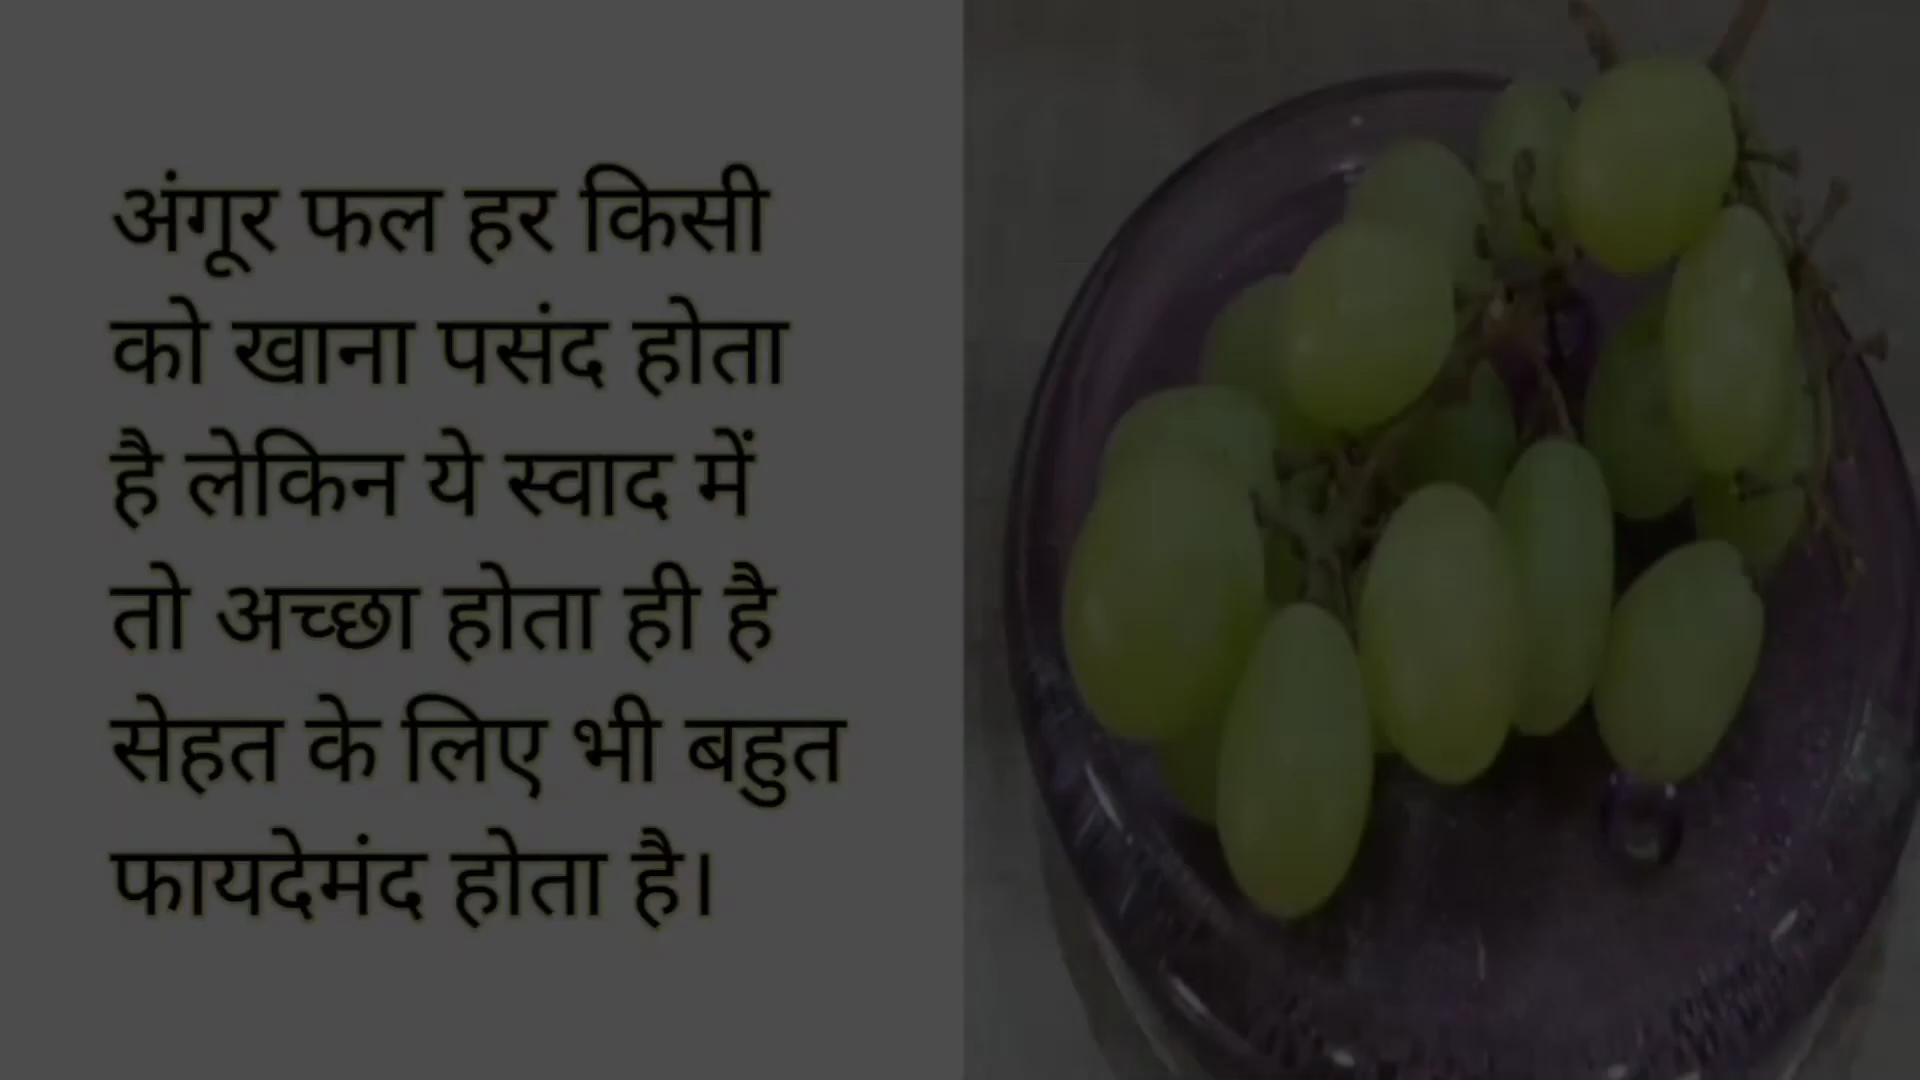 अंगूर फल हर किसी
को खाना पसंद होता
है लेकिन ये स्वाद में
तो अच्छा होता ही है
सेहत के लिए भी बहुत
फायदेमंद होता है।